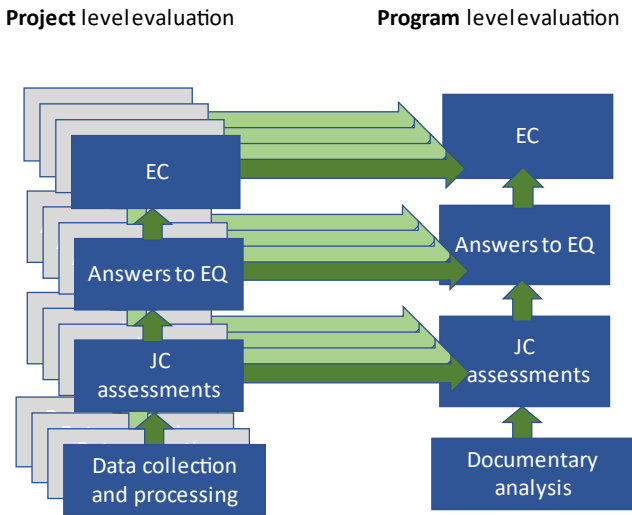 Project level evaluation
Program level evaluation
EC
EC
Answers to EQ
Answers to EQ
JC
assessments
JC
assessments
Data collection
and processing
Documentary
analysis